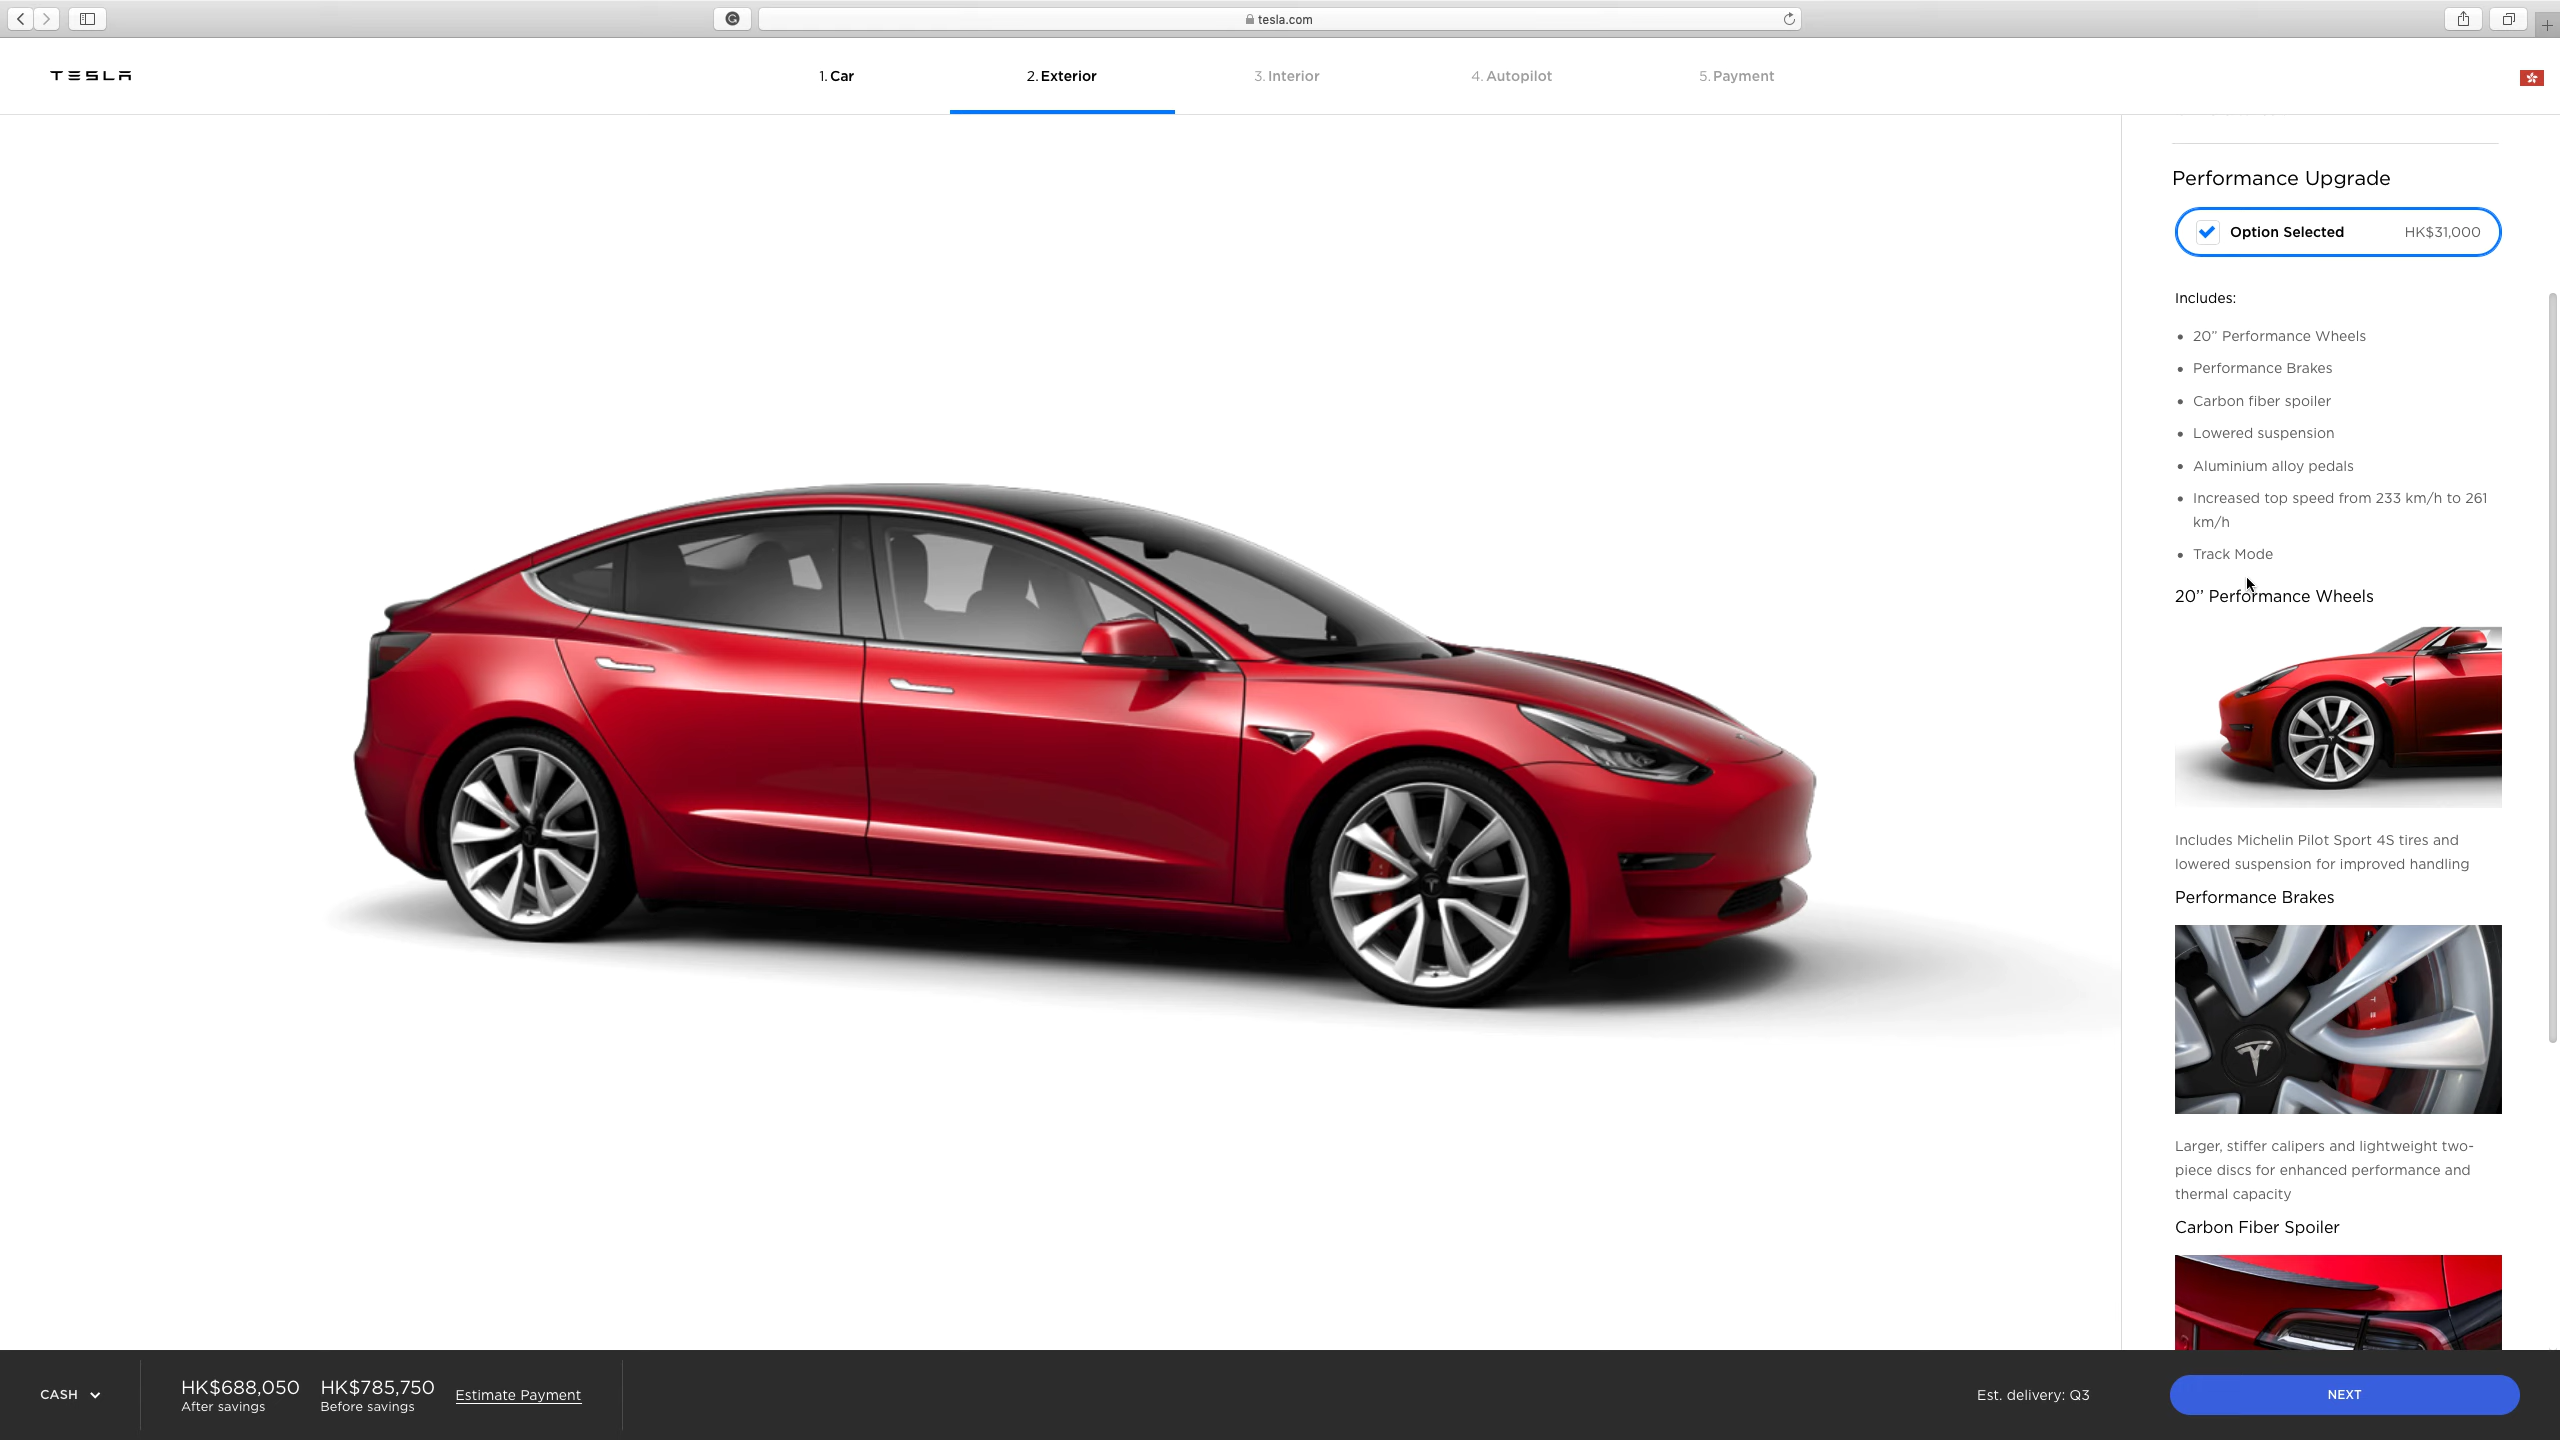 tesla.com
TESLA
1. Car
2. Exterior
3. Interior
4. Autopilot
5. Payment
Performance Upgrade
Option Selected HK$31,000
Includes:
• 20” Performance Wheels
• Performance Brakes
• Carbon fiber spoiler
• Lowered suspension
• Aluminium alloy pedals
• Increased top speed from 233 km/h to 261
km/h
• Track Mode
20’’ Performance Wheels
Includes Michelin Pilot Sport 4S tires and
lowered suspension for improved handling
Performance Brakes
Larger, stiffer calipers and lightweight two-
piece discs for enhanced performance and
thermal capacity
Carbon Fiber Spoiler
CASH
HK$688,050
After savings
HK$785,750
Before savings
Estimate Payment
Est. delivery: Q3
NEXT